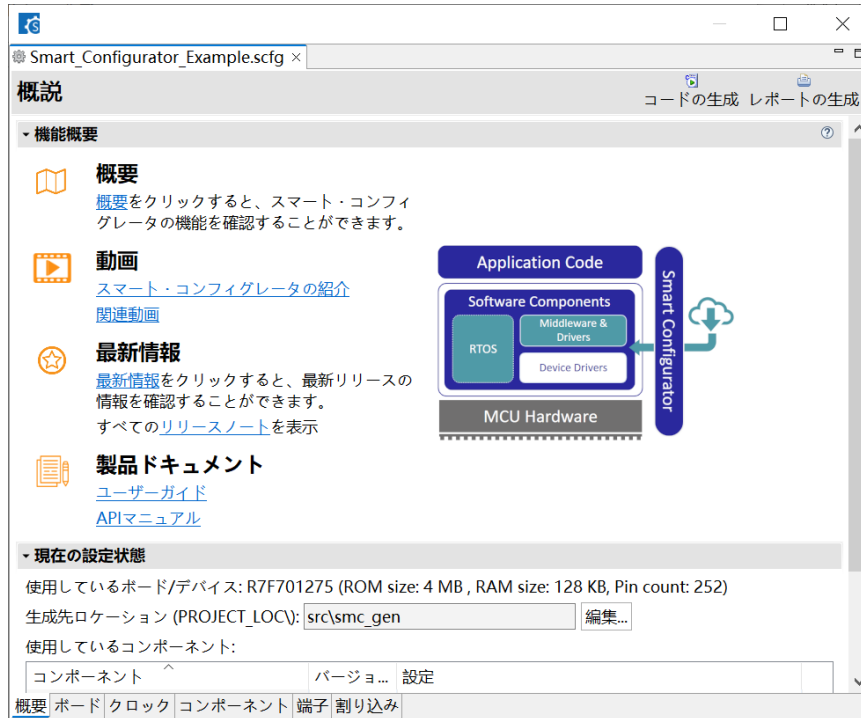 Smart_Configurator_Example.scfg
概説
コードの生成 レポートの生成
機能概要
概要
概要をクリックすると、スマート・コンフィ
グレータの機能を確認することができます。
動画
スマート・コンフィグレータの紹介
関連動画
最新情報
最新情報をクリックすると、最新リリースの
情報を確認することができます。
すべてのリリースノートを表示
製品ドキュメント
ユーザーガイド
APIマニュアル
Application Code
Software Components
RTOS
Middleware &
Drivers
Device Drivers
MCU Hardware
Smart Configurator
現在の設定状態
使用しているボード/デバイス: R7F701275 (ROM size: 4 MB , RAM size: 128 KB, Pin count: 252)
生成先ロケーション (PROJECT_LOC\): src\smc_gen 編集...
使用しているコンポーネント:
コンポーネント バージョ... 設定
概要 ボード クロック コンポーネント 端子 割り込み